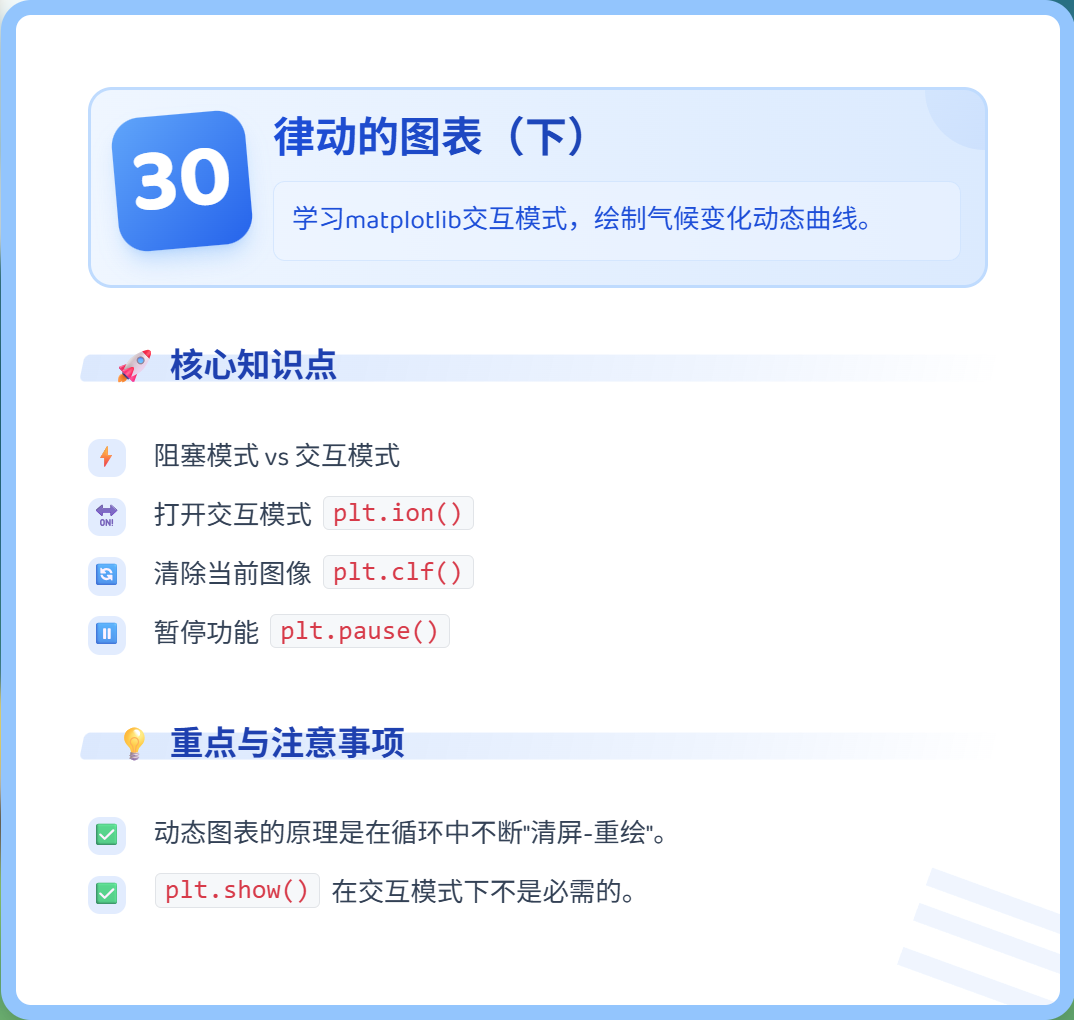 30
律动的图表（下）
学习matplotlib交互模式，绘制气候变化动态曲线。
🚀 核心知识点
⚡ 阻塞模式 vs 交互模式
ON! 打开交互模式 plt.ion()
清除当前图像 plt.clf()
暂停功能 plt.pause()
💡 重点与注意事项
✅ 动态图表的原理是在循环中不断"清屏-重绘"。
✅ plt.show() 在交互模式下不是必需的。